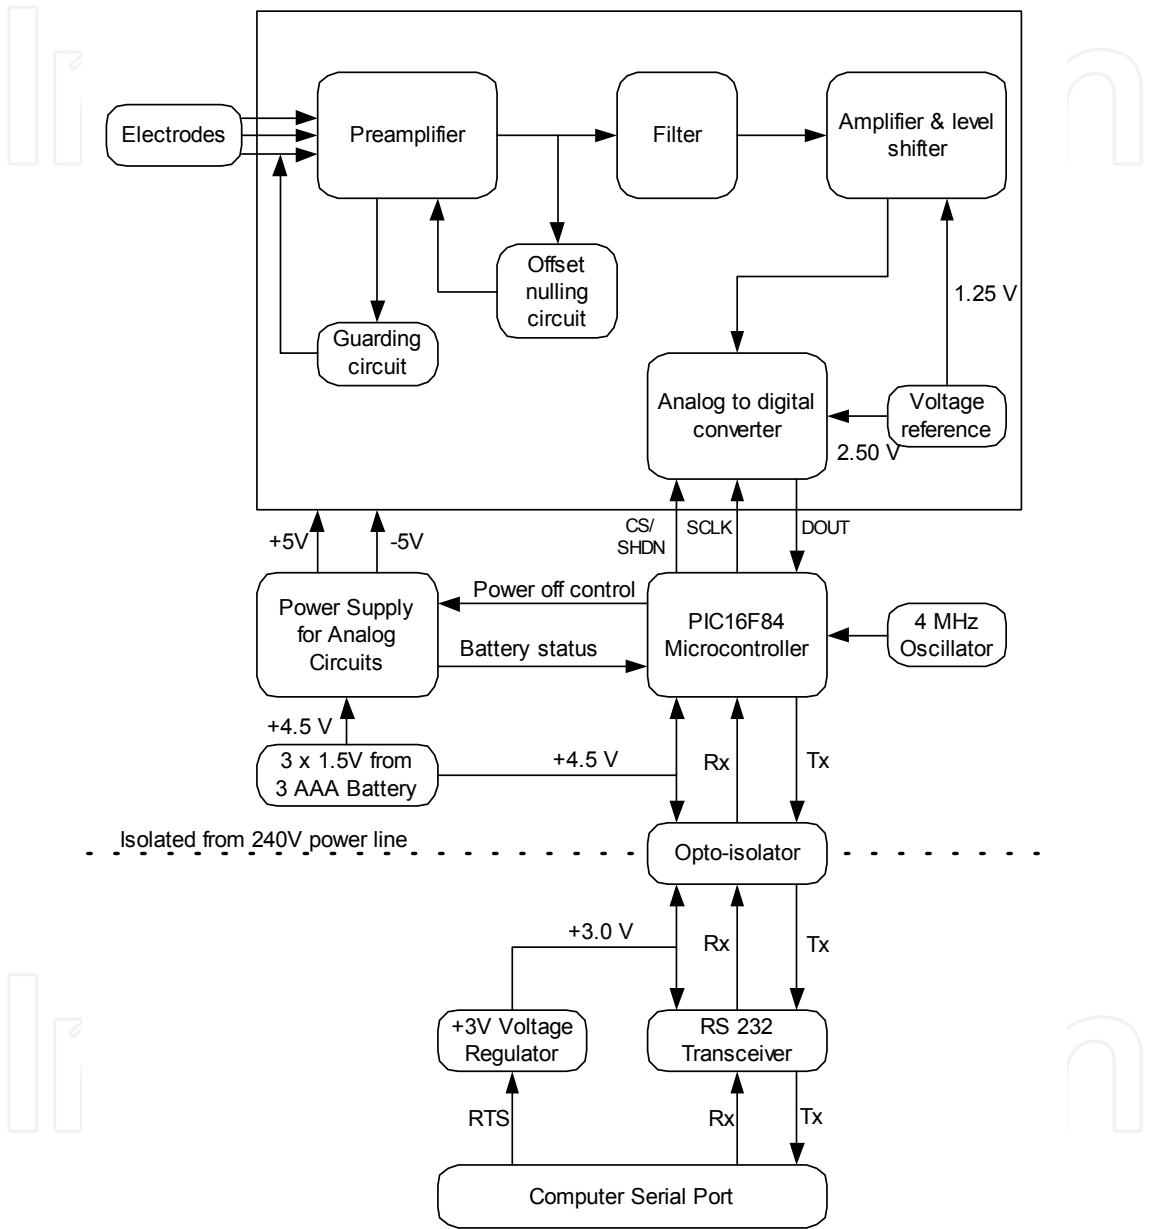 Electrodes
Preamplifier
Filter
Amplifier & level
shifter
Offset
nulling
circuit
1.25 V
Guarding
circuit
Analog to digital
converter
Voltage
reference
2.50 V
+5V
-5V
CS/
SHDN
SCLK
DOUT
Power Supply
for Analog
Circuits
Power off control
Battery status
PIC16F84
Microcontroller
4 MHz
Oscillator
+4.5 V
3 x 1.5V from
3 AAA Battery
+4.5 V
Rx
Tx
Isolated from 240V power line
Opto-isolator
+3.0 V
Rx
Tx
+3V Voltage
Regulator
RS 232
Transceiver
RTS
Rx
Tx
Computer Serial Port